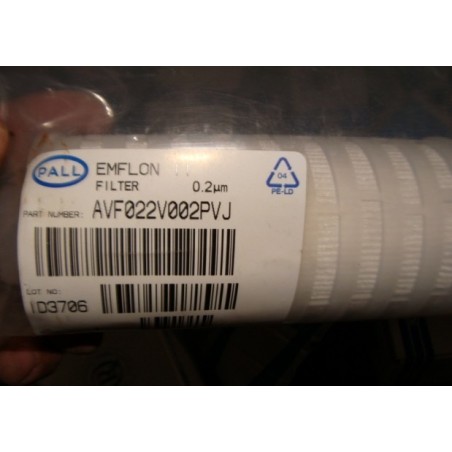 PALL
EMFLON
FILTER 0.2µm
PART NUMBER: AVF022V002PVJ
LOT NO:
ID3706
04
PE-LD